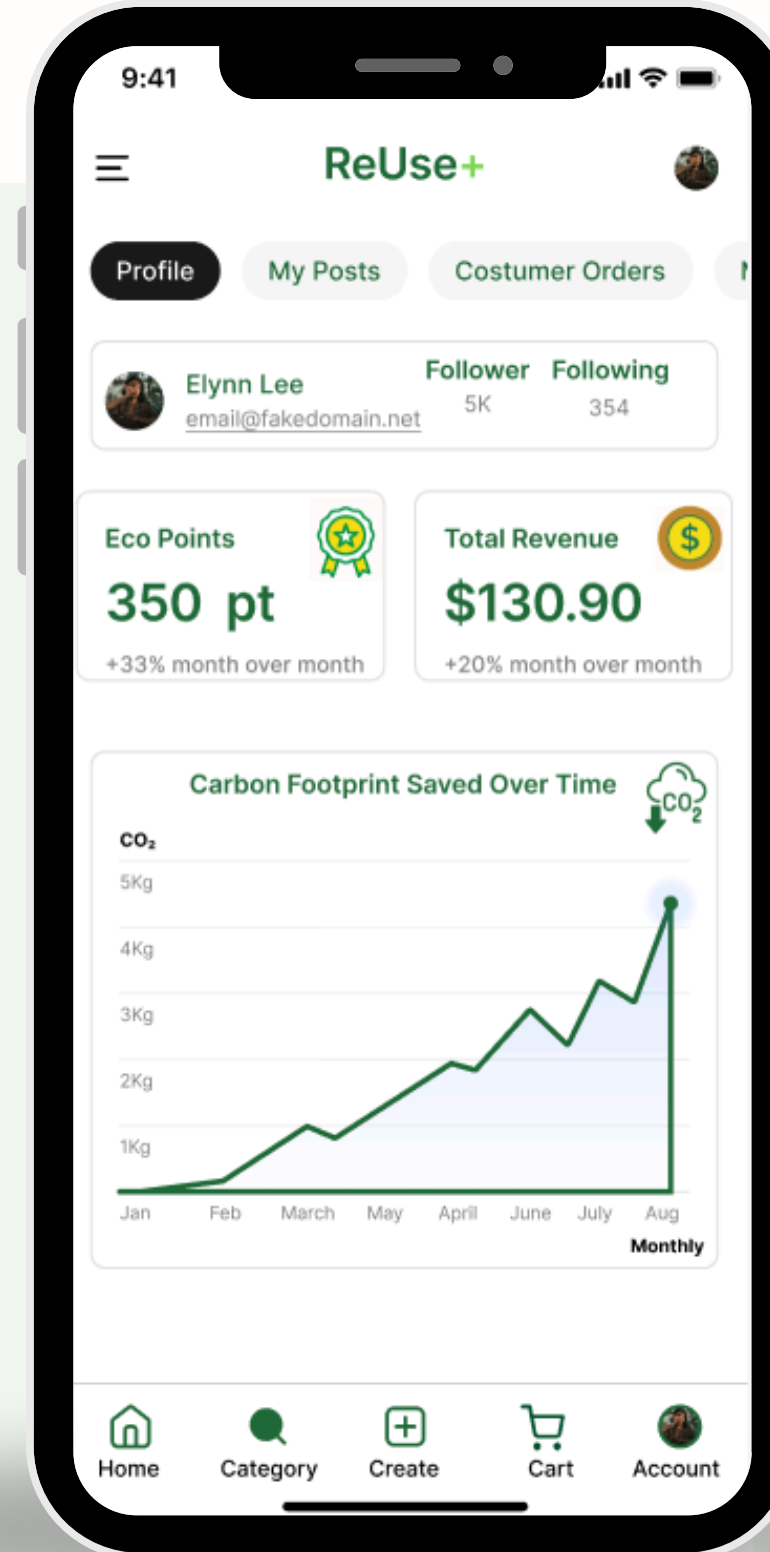 9:41
ReUse+
Profile My Posts Costumer Orders
Elynn Lee
email@fakedomain.net
Follower Following
5K 354
Eco Points
350 pt
+33% month over month
Total Revenue
$
$130.90
+20% month over month
Carbon Footprint Saved Over Time
CO₂
CO₂
5Kg
4Kg
3Kg
2Kg
1Kg
Jan Feb March May April June July Aug
Monthly
Home Category Create Cart Account